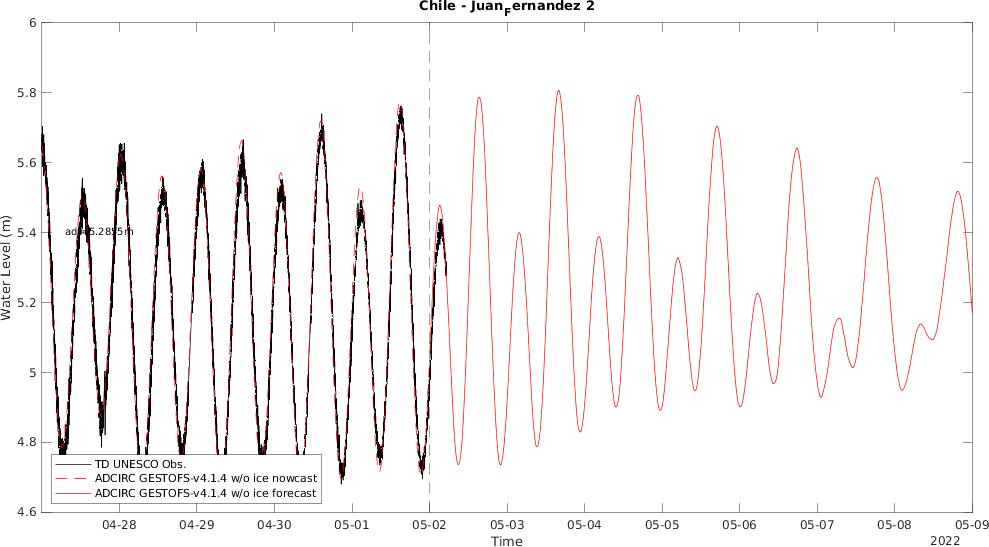 Chile - Juan_Fernandez 2
6
5.8
5.6
5.4
5.2
5
4.8
4.6
Water Level (m)
adj=5.2855m
TD UNESCO Obs.
ADCIRC GESTOFS-v4.1.4 w/o ice nowcast
ADCIRC GESTOFS-v4.1.4 w/o ice forecast
04-28 04-29 04-30 05-01 05-02 05-03 05-04 05-05 05-06 05-07 05-08 05-09
Time
2022